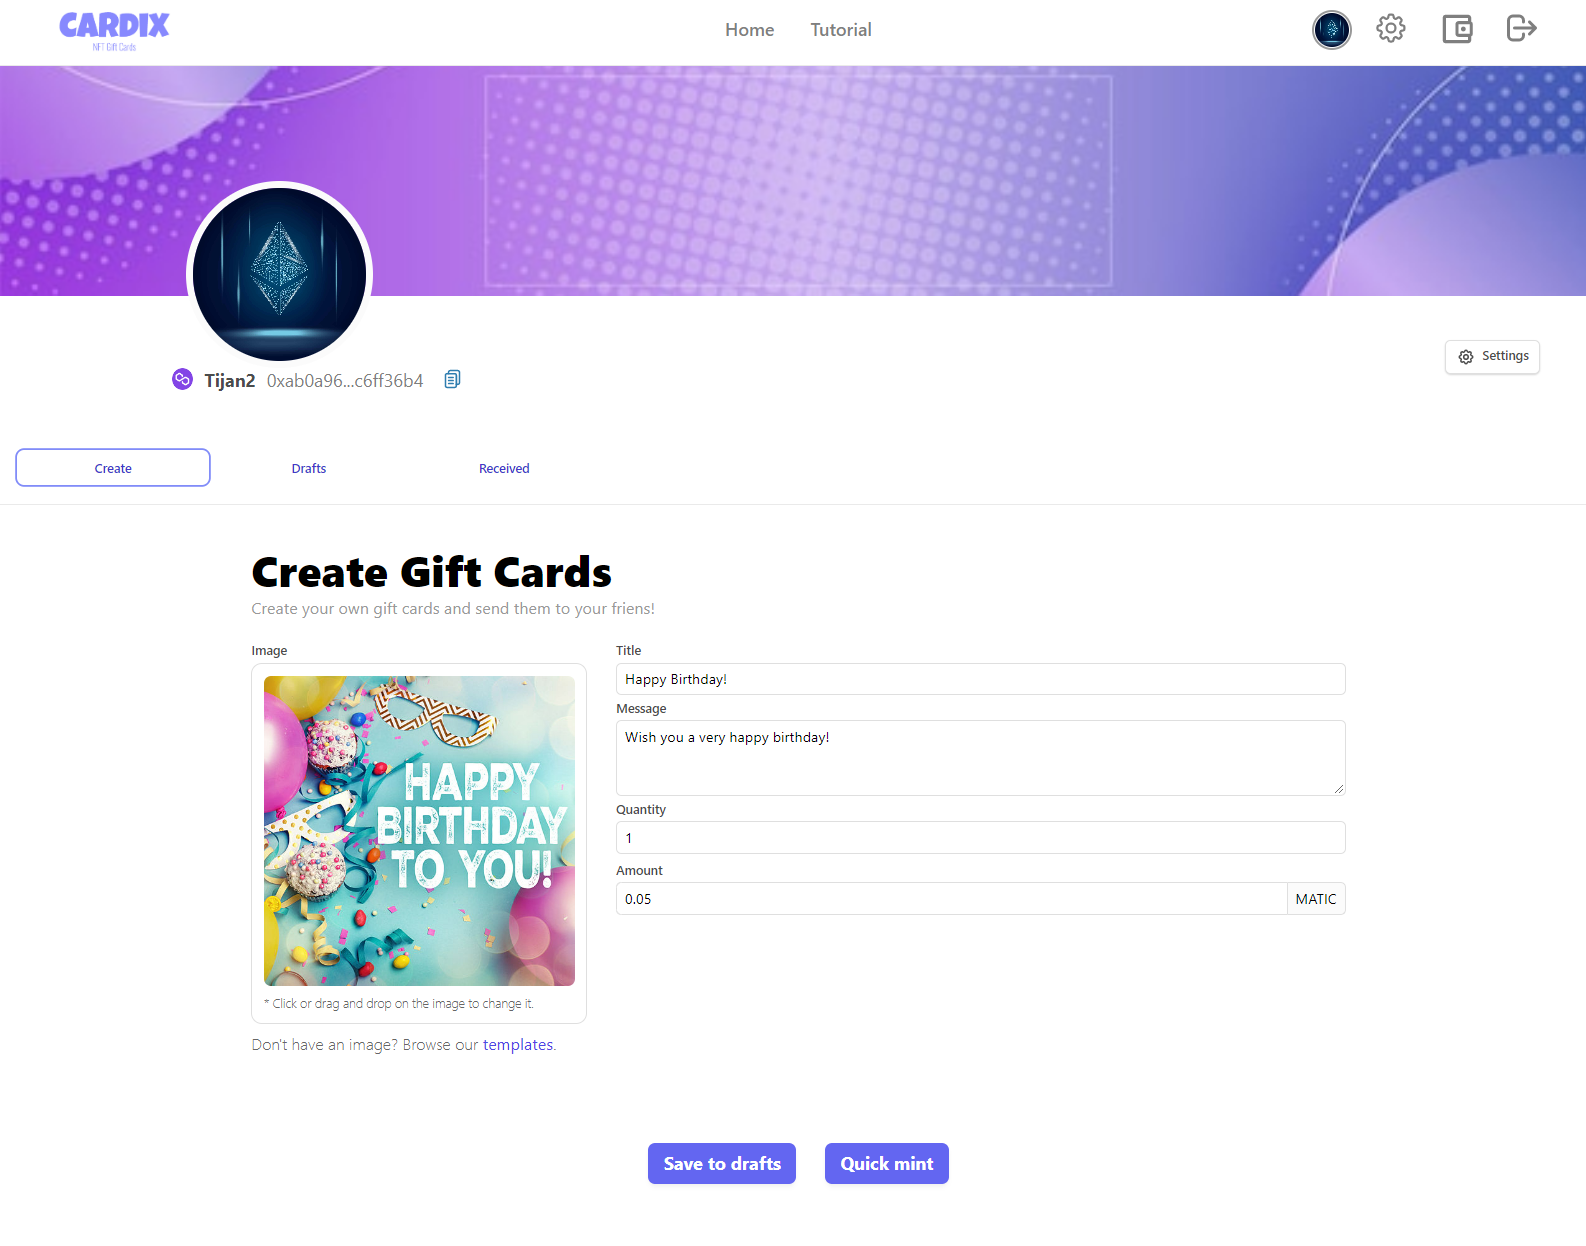 CARDIX
NFT Gift Cards
Home
Tutorial
Tijan2 0xab0a96...c6ff36b4
Settings
Create
Drafts
Received
Create Gift Cards
Create your own gift cards and send them to your friens!
Image
HAPPY
BIRTHDAY
TO YOU!
* Click or drag and drop on the image to change it.
Don't have an image? Browse our templates.
Title
Happy Birthday!
Message
Wish you a very happy birthday!
Quantity
1
Amount
0.05 MATIC
Save to drafts
Quick mint